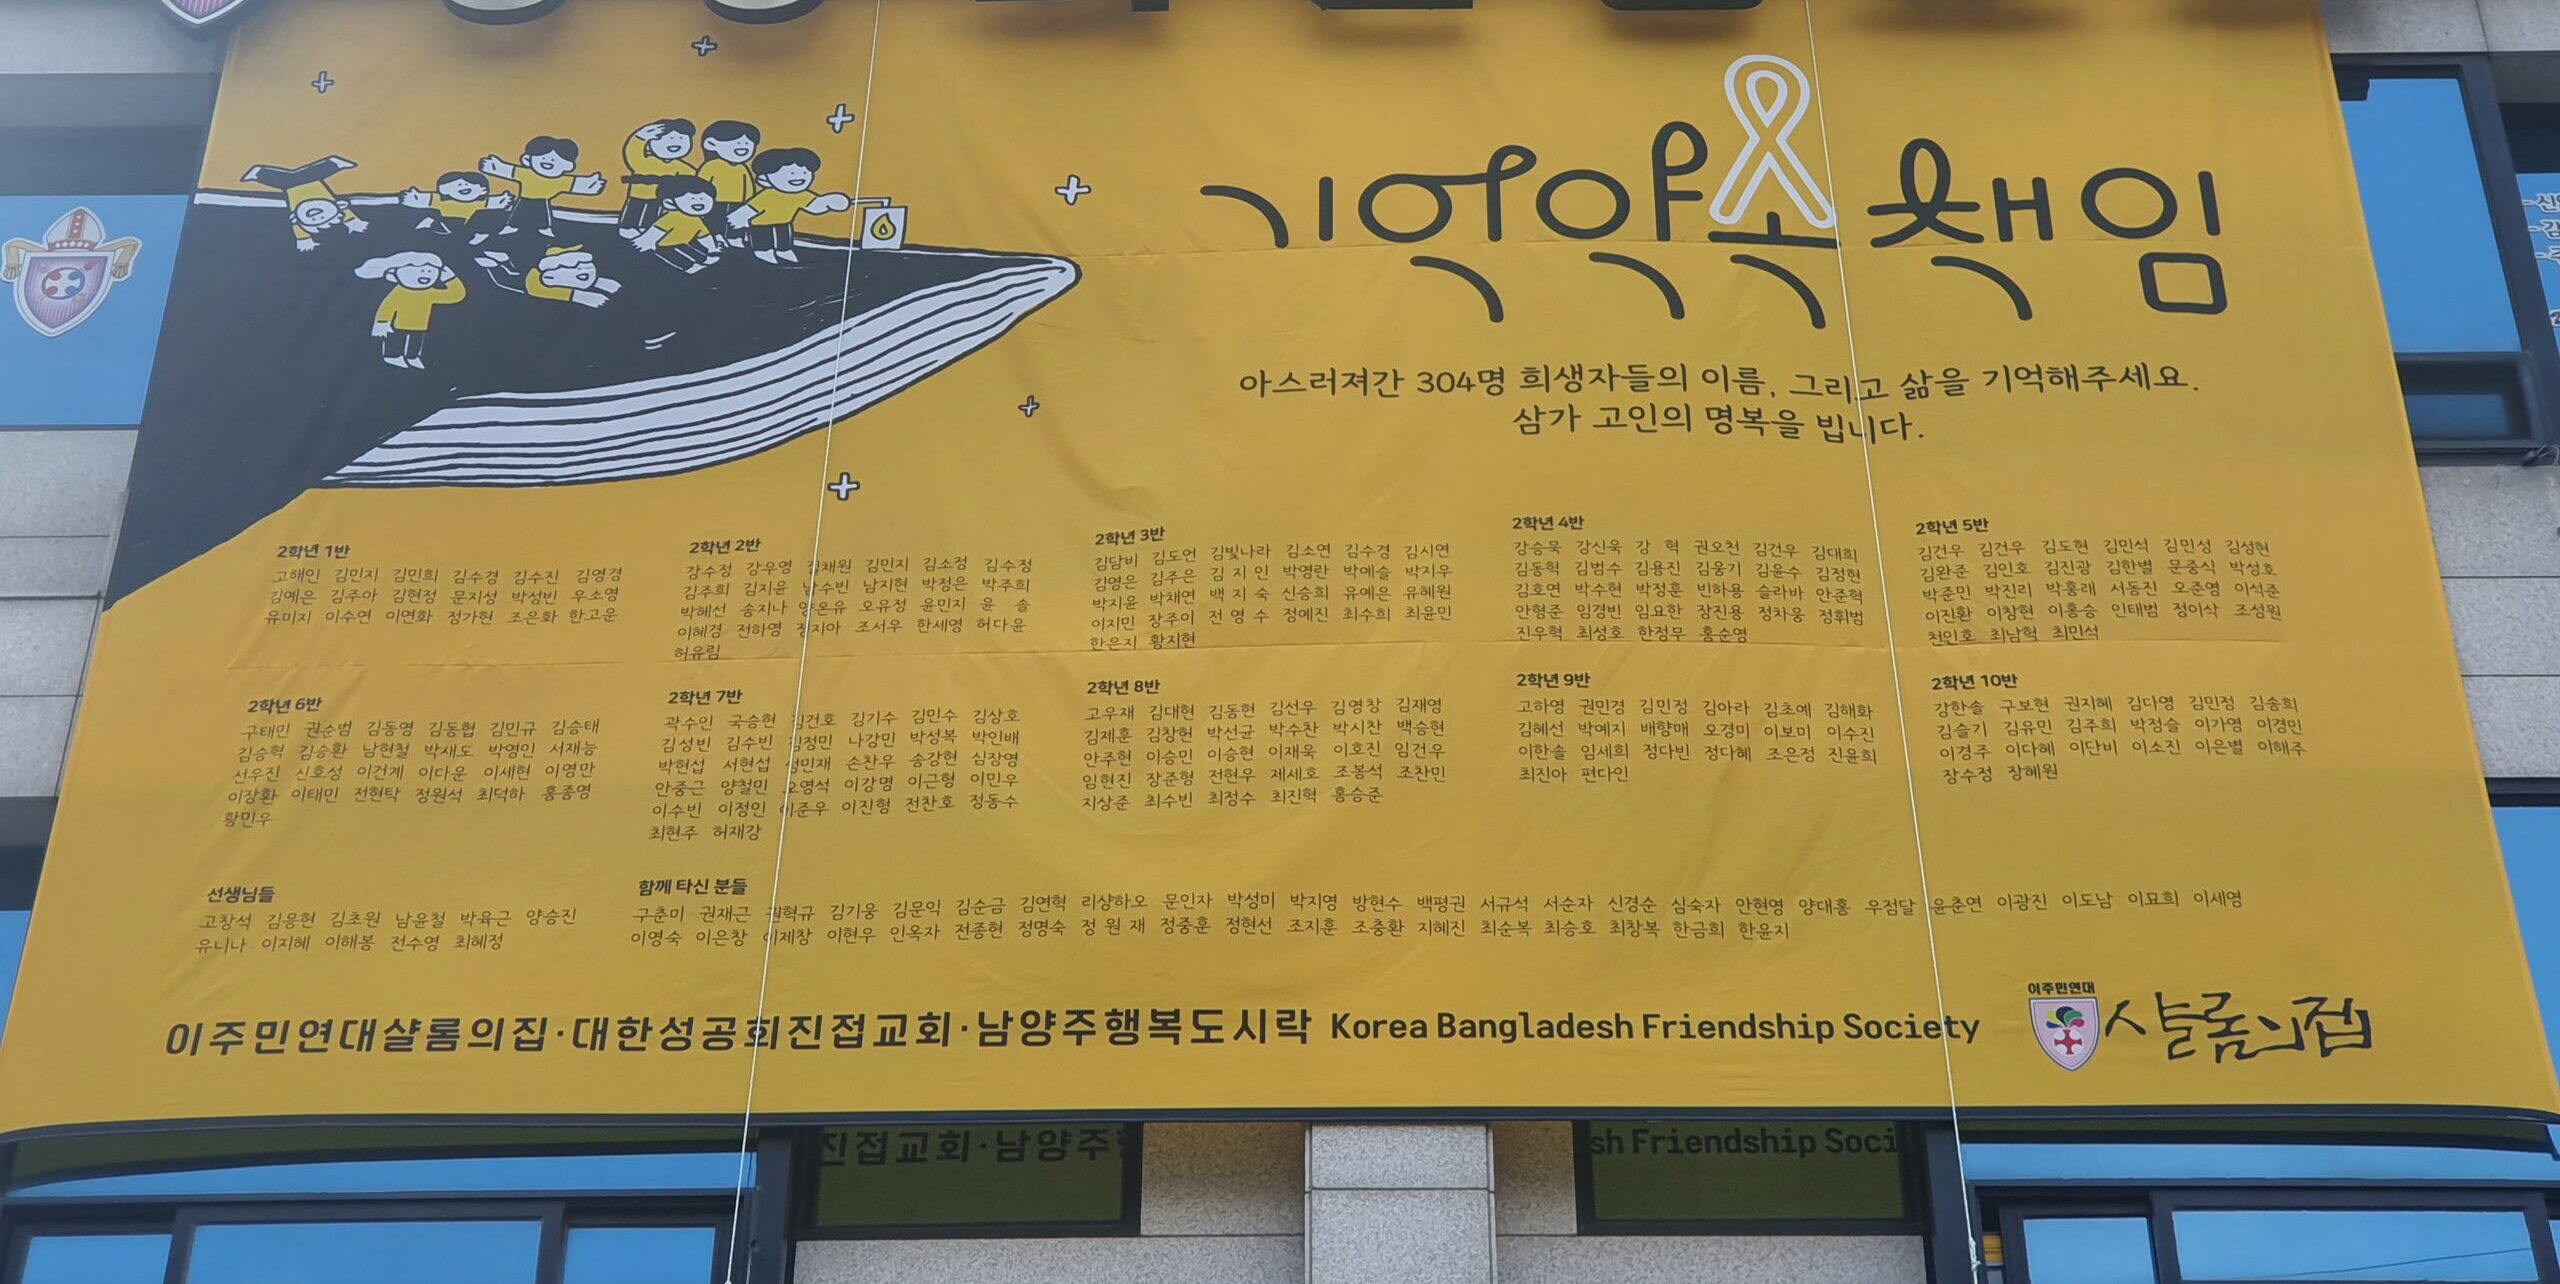 기억 약속 책임
아스러져간 304명 희생자들의 이름, 그리고 삶을 기억해주세요.
삼가 고인의 명복을 빕니다.
2학년 1반
고해인 김민지 김민희 김수경 김수진 김영경
김예은 김주아 김현정 문지성 박성빈 우소영
유미지 이수연 이연화 정가현 조은화 한고운
2학년 2반
강수정 강우영 길채원 김민지 김소정 김수정
김주희 김지윤 남수빈 남지현 박정은 박주희
박혜선 송지나 양온유 오유정 윤민지 윤 솔
이혜경 전하영 정지아 조서우 한세영 허다윤
허유림
2학년 3반
김담비 김도언 김빛나라 김소연 김수경 김시연
김영은 김주은 김지인 박영란 박예슬 박지우
박지윤 박채연 백지숙 신승희 유예은 유혜원
이지민 장주이 전영수 정예진 최수희 최윤민
한은지 황지현
2학년 4반
강승묵 강신욱 강 혁 권오천 김건우 김대희
김동혁 김범수 김용진 김웅기 김윤수 김정현
김호연 박수현 박정훈 빈하용 슬라바 안준혁
안형준 임경빈 임요한 장진용 정차웅 정휘범
진우혁 최성호 한정무 홍순영
2학년 5반
김건우 김건우 김도현 김민석 김민성 김성현
김완준 김인호 김진광 김한별 문중식 박성호
박준민 박진리 박홍래 서동진 오준영 이석준
이진환 이창현 이홍승 인태범 정이삭 조성원
천인호 최남혁 최민석
2학년 6반
구태민 권순범 김동영 김동협 김민규 김승태
김승혁 김승환 남현철 박새도 박영인 서재능
선우진 신호성 이건계 이다운 이세현 이영만
이장환 이태민 전현탁 정원석 최덕하 홍종영
황민우
2학년 7반
곽수인 국승현 김건호 김기수 김민수 김상호
김성빈 김수빈 김정민 나강민 박성복 박인배
박현섭 서현섭 성민재 손찬우 송강현 심장영
안중근 양철민 오영석 이강명 이근형 이민우
이수빈 이정인 이준우 이진형 전찬호 정동수
최현주 허재강
2학년 8반
고우재 김대현 김동현 김선우 김영창 김재영
김제훈 김창헌 박선균 박수찬 박시찬 백승현
안주현 이승민 이승현 이재욱 이호진 임건우
임현진 장준형 전현우 제세호 조봉석 조찬민
지상준 최수빈 최정수 최진혁 홍승준
2학년 9반
고하영 권민경 김민정 김아라 김초예 김해화
김혜선 박예지 배향매 오경미 이보미 이수진
이한솔 임세희 정다빈 정다혜 조은정 진윤희
최진아 편다인
2학년 10반
강한솔 구보현 권지혜 김다영 김민정 김송희
김슬기 김유민 김주희 박정슬 이가영 이경민
이경주 이다혜 이단비 이소진 이은별 이해주
장수정 장혜원
선생님들
고창석 김응현 김초원 남윤철 박육근 양승진
유니나 이지혜 이해봉 전수영 최혜정
함께 타신 분들
구춘미 권재근 권혁규 김기웅 김문익 김순금 김연혁 리샹하오 문인자 박성미 박지영 방현수 백평권 서규석 서순자 신경순 심숙자 안현영 양대홍 우점달 윤춘연 이광진 이도남 이묘희 이세영
이영숙 이은창 이제창 이현우 인옥자 전종현 정명숙 정원재 정중훈 정현선 조지훈 조충환 지혜진 최순복 최승호 최창복 한금희 한윤지
이주민연대샬롬의집·대한성공회진접교회·남양주행복도시락 Korea Bangladesh Friendship Society
이주민연대
샬롬의집
진접교회·남양주행
sh Friendship Soci